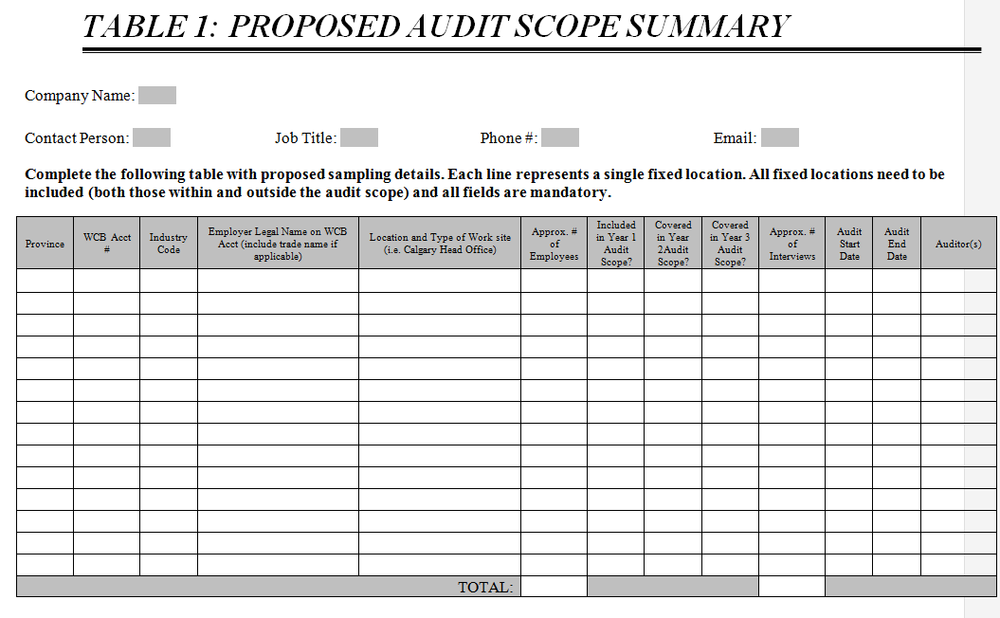 TABLE 1: PROPOSED AUDIT SCOPE SUMMARY
Company Name:
Contact Person: Job Title: Phone #: Email:
Complete the following table with proposed sampling details. Each line represents a single fixed location. All fixed locations need to be
included (both those within and outside the audit scope) and all fields are mandatory.
Province
WCB Acct
#
Industry
Code
Employer Legal Name on WCB
Acct (include trade name if
applicable)
Location and Type of Work site
(i.e. Calgary Head Office)
Approx. #
of
Employees
Included
in Year 1
Audit
Scope?
Covered
in Year
2Audit
Scope?
Covered
in Year 3
Audit
Scope?
Approx. #
of
Interviews
Audit
Start
Date
Audit
End
Date
Auditor(s)
TOTAL: